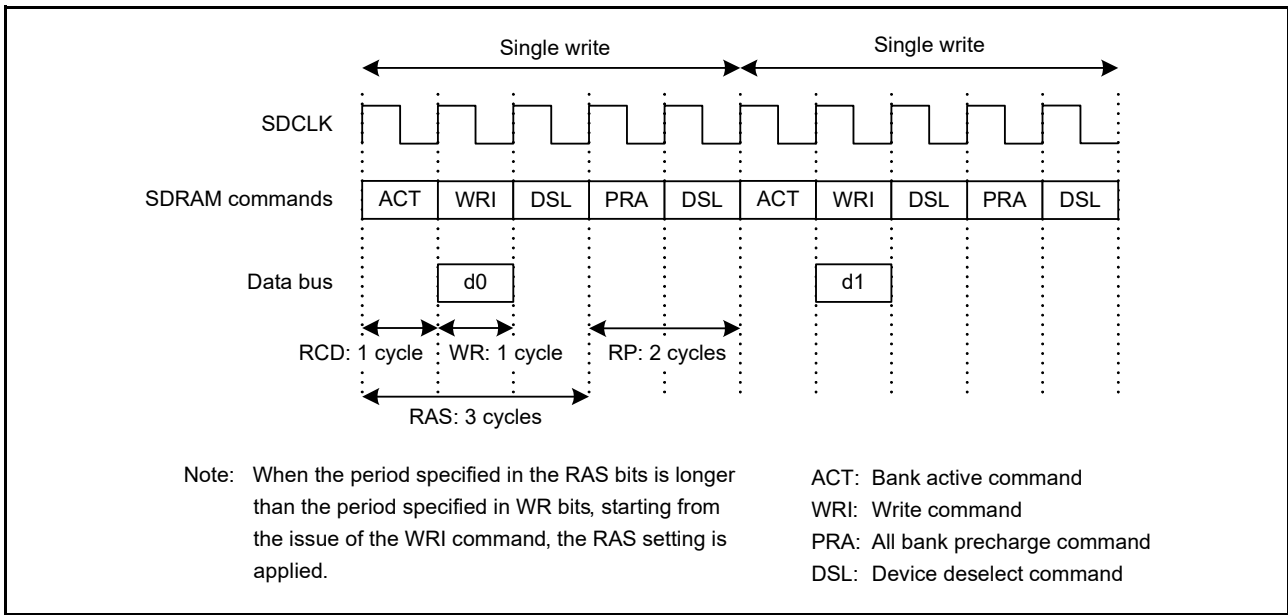 Single write Single write
SDCLK
SDRAM commands ACT WRI DSL PRA DSL ACT WRI DSL PRA DSL
Data bus d0 d1
RCD: 1 cycle WR: 1 cycle RP: 2 cycles
RAS: 3 cycles
Note: When the period specified in the RAS bits is longer
than the period specified in WR bits, starting from
the issue of the WRI command, the RAS setting is
applied.
ACT: Bank active command
WRI: Write command
PRA: All bank precharge command
DSL: Device deselect command